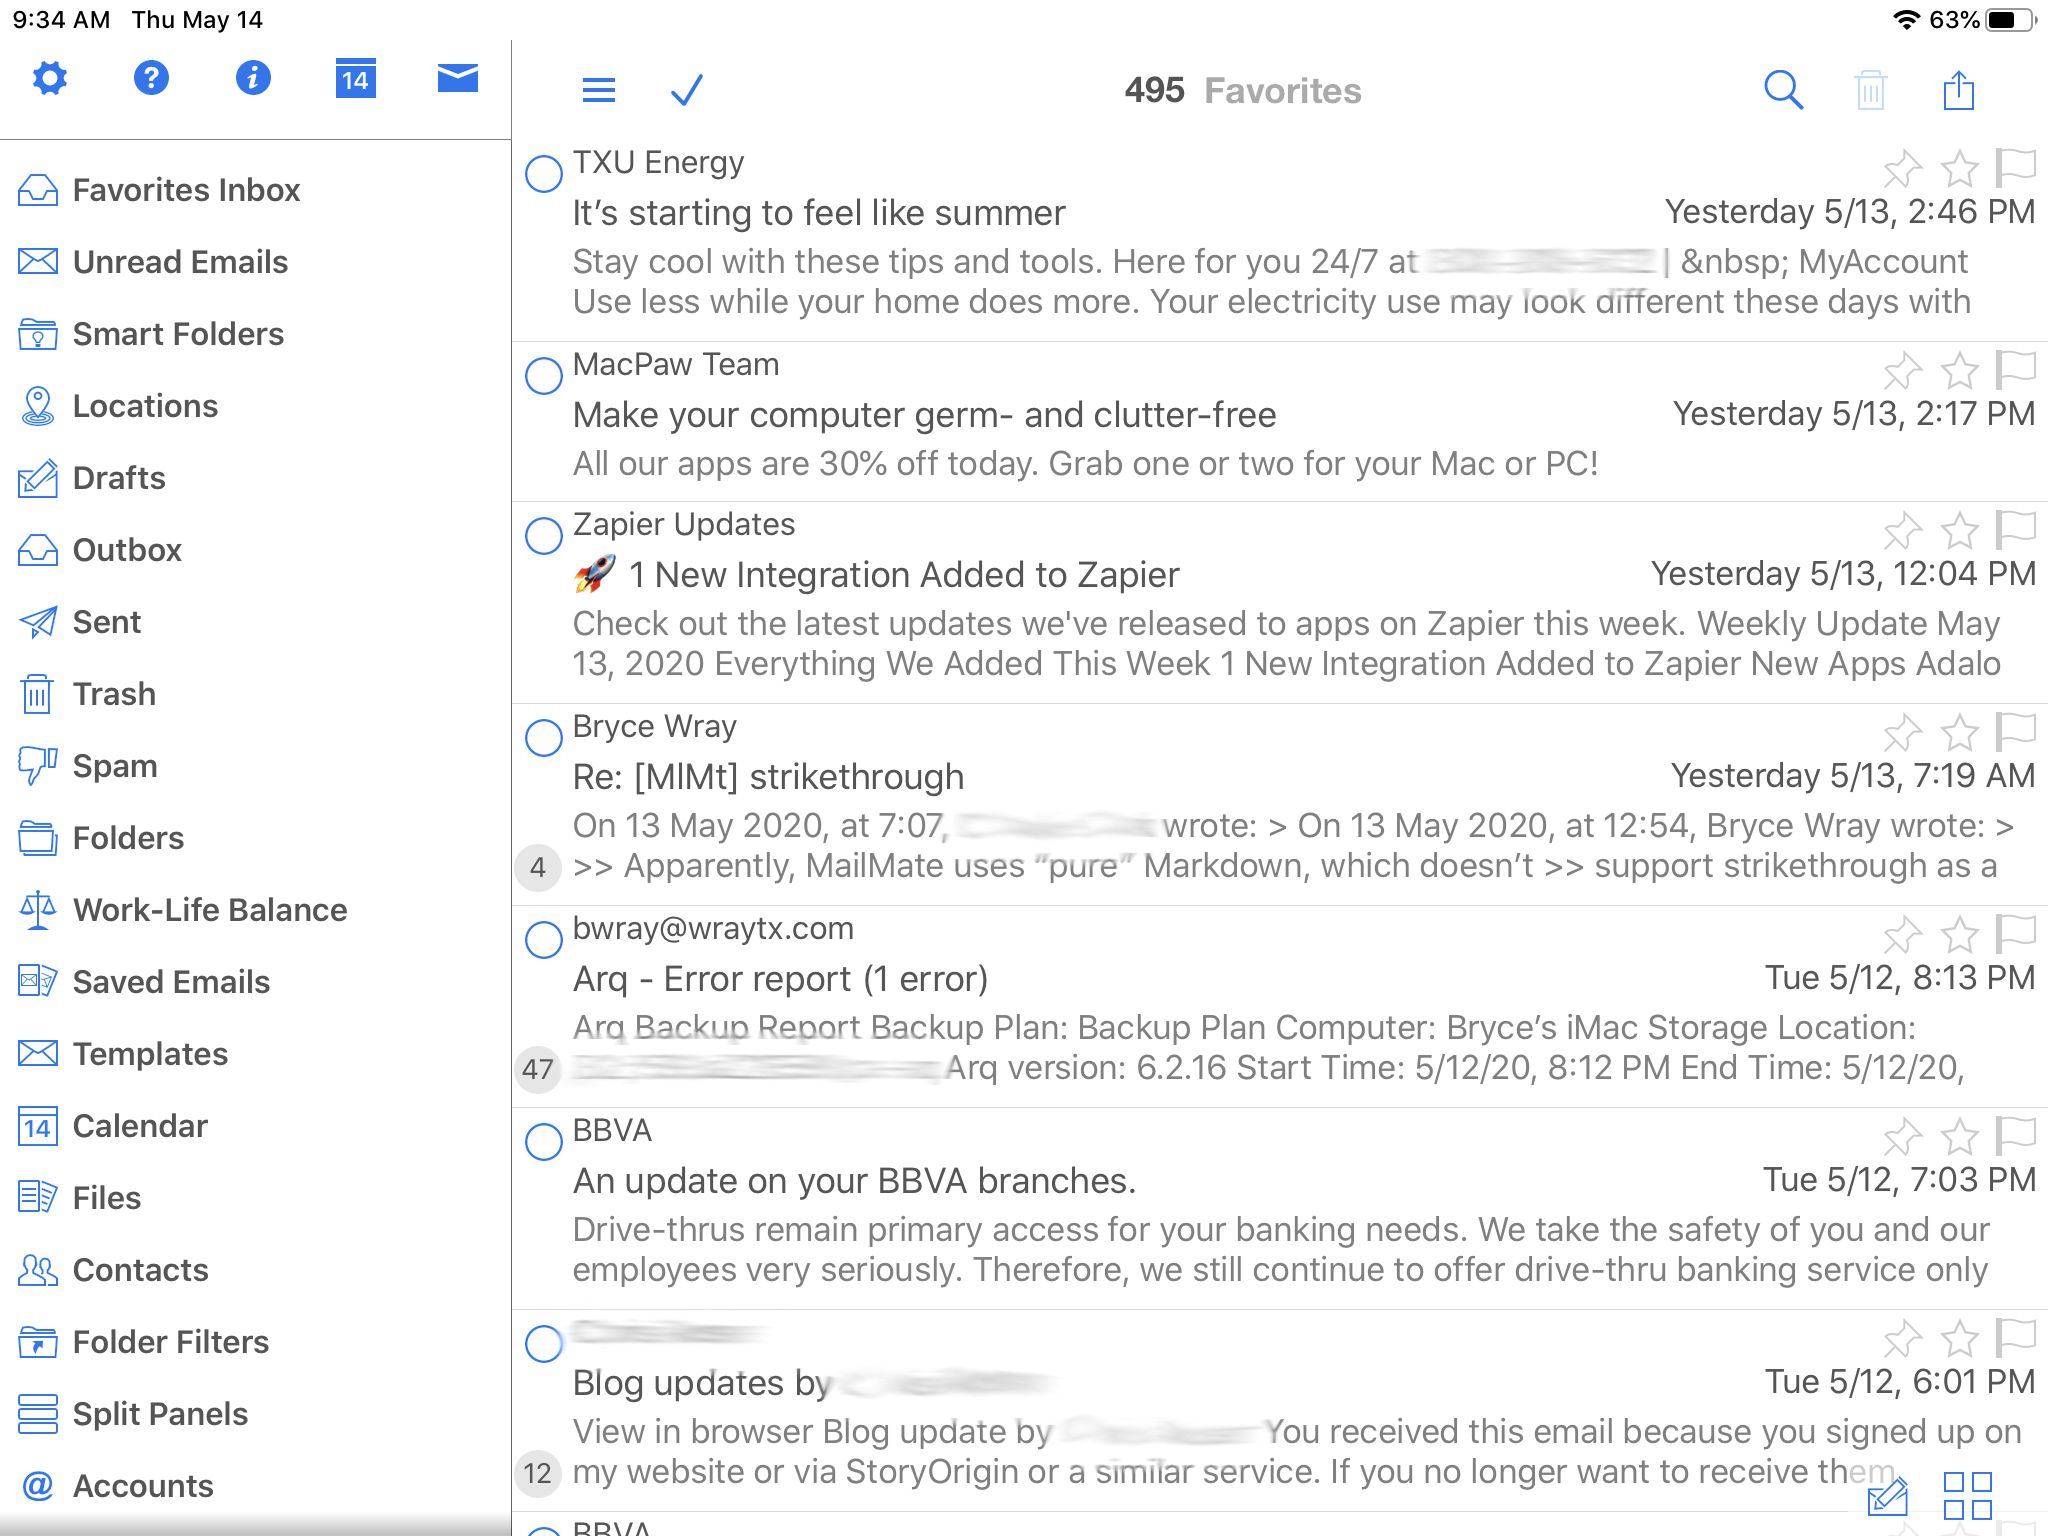 9:34 AM Thu May 14
63%
14
495 Favorites
Favorites Inbox
Unread Emails
Smart Folders
Locations
Drafts
Outbox
Sent
Trash
Spam
Folders
Work-Life Balance
Saved Emails
Templates
14 Calendar
Files
Contacts
Folder Filters
Split Panels
@ Accounts
TXU Energy
It's starting to feel like summer
Yesterday 5/13, 2:46 PM
Stay cool with these tips and tools. Here for you 24/7 at | &nbsp; MyAccount
Use less while your home does more. Your electricity use may look different these days with
MacPaw Team
Make your computer germ- and clutter-free
Yesterday 5/13, 2:17 PM
All our apps are 30% off today. Grab one or two for your Mac or PC!
Zapier Updates
🚀 1 New Integration Added to Zapier
Yesterday 5/13, 12:04 PM
Check out the latest updates we've released to apps on Zapier this week. Weekly Update May
13, 2020 Everything We Added This Week 1 New Integration Added to Zapier New Apps Adalo
Bryce Wray
Re: [MlMt] strikethrough
Yesterday 5/13, 7:19 AM
On 13 May 2020, at 7:07, wrote: > On 13 May 2020, at 12:54, Bryce Wray wrote: >
4 >> Apparently, MailMate uses “pure” Markdown, which doesn’t >> support strikethrough as a
bwray@wraytx.com
Arq - Error report (1 error)
Tue 5/12, 8:13 PM
Arq Backup Report Backup Plan: Backup Plan Computer: Bryce’s iMac Storage Location:
47 Arq version: 6.2.16 Start Time: 5/12/20, 8:12 PM End Time: 5/12/20,
BBVA
An update on your BBVA branches.
Tue 5/12, 7:03 PM
Drive-thrus remain primary access for your banking needs. We take the safety of you and our
employees very seriously. Therefore, we still continue to offer drive-thru banking service only
Blog updates by
Tue 5/12, 6:01 PM
View in browser Blog update by You received this email because you signed up on
12 my website or via StoryOrigin or a similar service. If you no longer want to receive them
BBVA